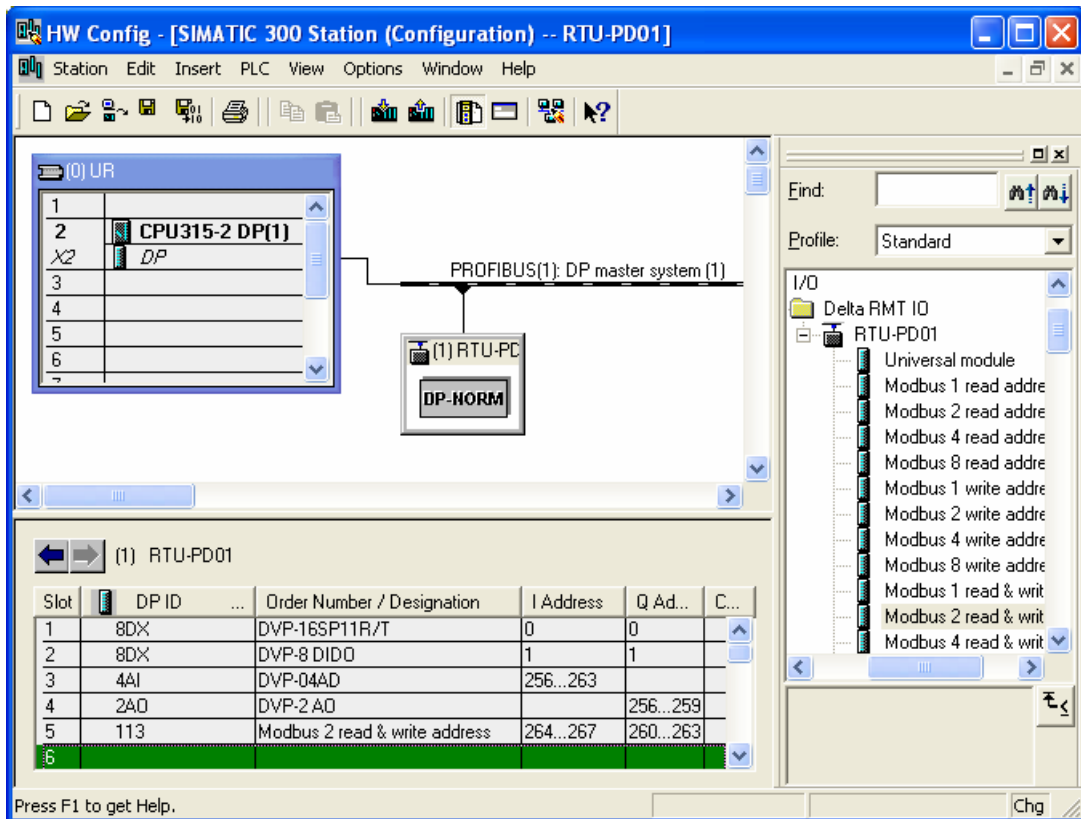 HW Config - [SIMATIC 300 Station (Configuration) -- RTU-PD01]
Station Edit Insert PLC View Options Window Help
(0) UR
1
2 CPU315-2 DP(1)
X2 DP
3
4
5
6
PROFIBUS(1): DP master system (1)
(1) RTU-PD
DP-NORM
Find:
Profile: Standard
I/O
Delta RMT IO
RTU-PD01
Universal module
Modbus 1 read addre
Modbus 2 read addre
Modbus 4 read addre
Modbus 8 read addre
Modbus 1 write addre
Modbus 2 write addre
Modbus 4 write addre
Modbus 8 write addre
Modbus 1 read & writ
Modbus 2 read & writ
Modbus 4 read & writ
(1) RTU-PD01
Slot DP ID ... Order Number / Designation I Address Q Ad... C...
1 8DX DVP-16SP11R/T 0 0
2 8DX DVP-8 DIDO 1 1
3 4AI DVP-04AD 256...263
4 2AO DVP-2 AO 256...259
5 113 Modbus 2 read & write address 264...267 260...263
6
Press F1 to get Help.
Chg